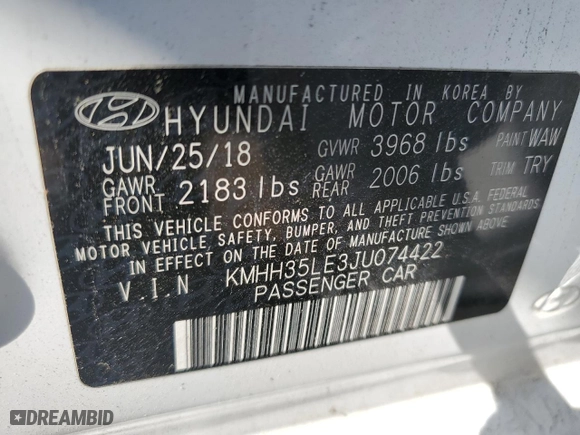 MANUFACTURED IN KOREA BY
HYUNDAI MOTOR COMPANY
JUN/25/18 GVWR 3968 lbs PAINT WAW
GAWR FRONT 2183 lbs GAWR REAR 2006 lbs TRIM TRY
THIS VEHICLE CONFORMS TO ALL APPLICABLE U.S.A. FEDERAL
MOTOR VEHICLE SAFETY, BUMPER, AND THEFT PREVENTION STANDARDS
IN EFFECT ON THE DATE OF MANUFACTURE SHOWN ABOVE.
V I N KMHH35LE3JU074422
PASSENGER CAR
DREAMBID